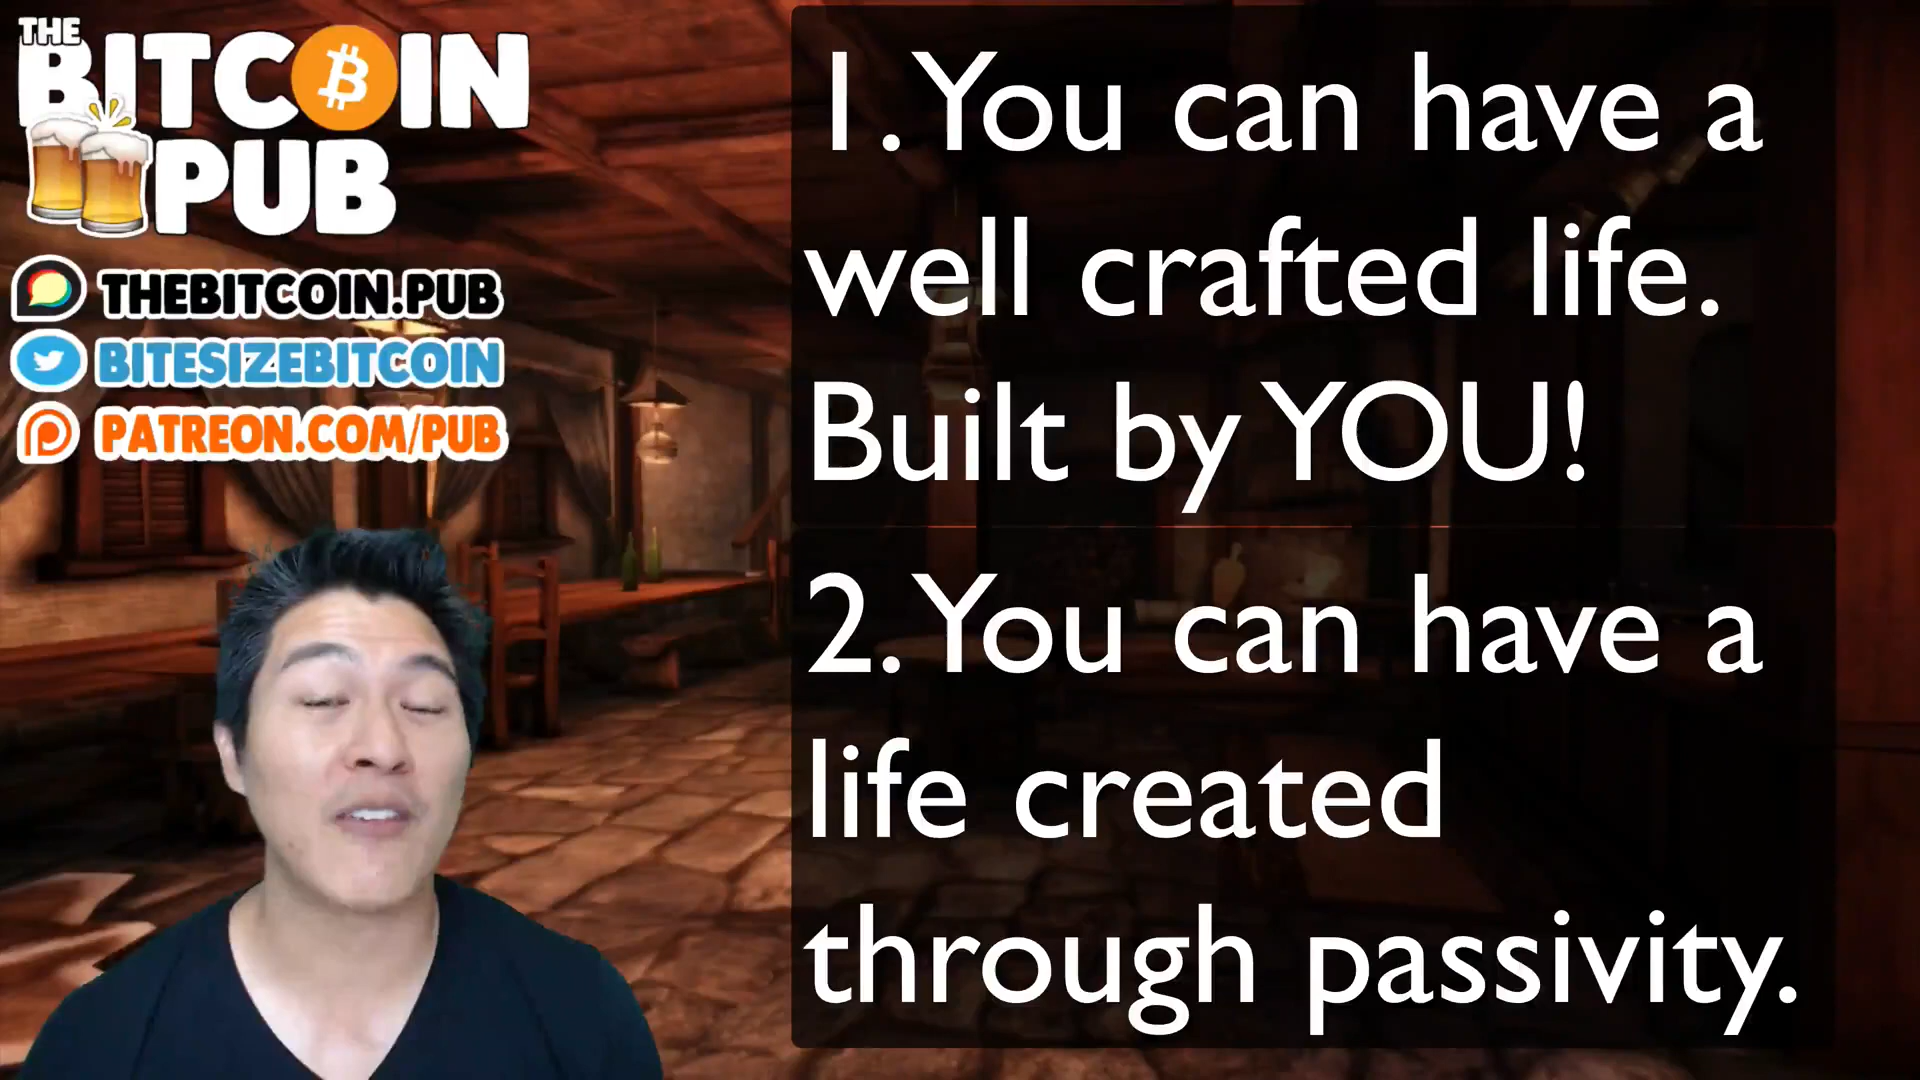 THE
BITCOIN
PUB
THEBITCOIN.PUB
BITESIZEBITCOIN
PATREON.COM/PUB
1. You can have a
well crafted life.
Built by YOU!
2. You can have a
life created
through passivity.